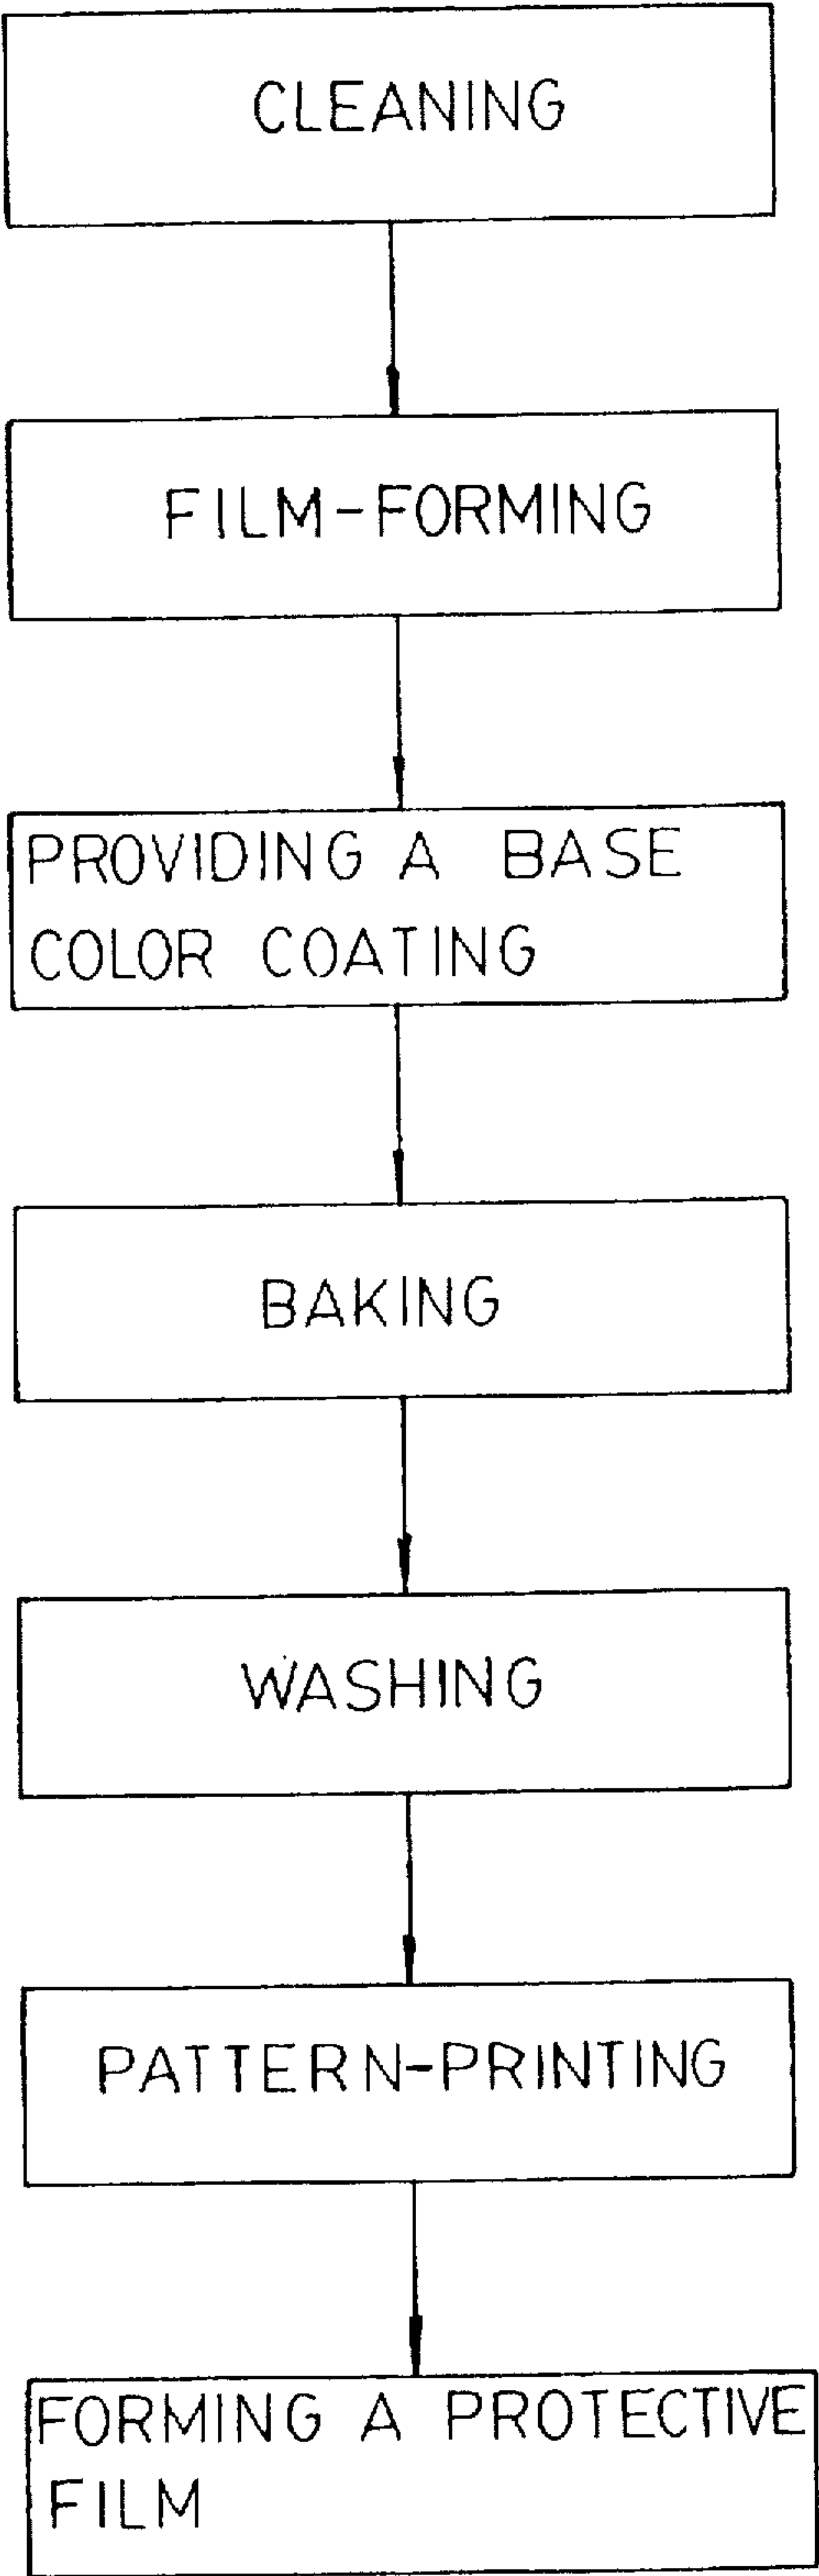 CLEANING
FILM-FORMING
PROVIDING A BASE
COLOR COATING
BAKING
WASHING
PATTERN-PRINTING
FORMING A PROTECTIVE
FILM